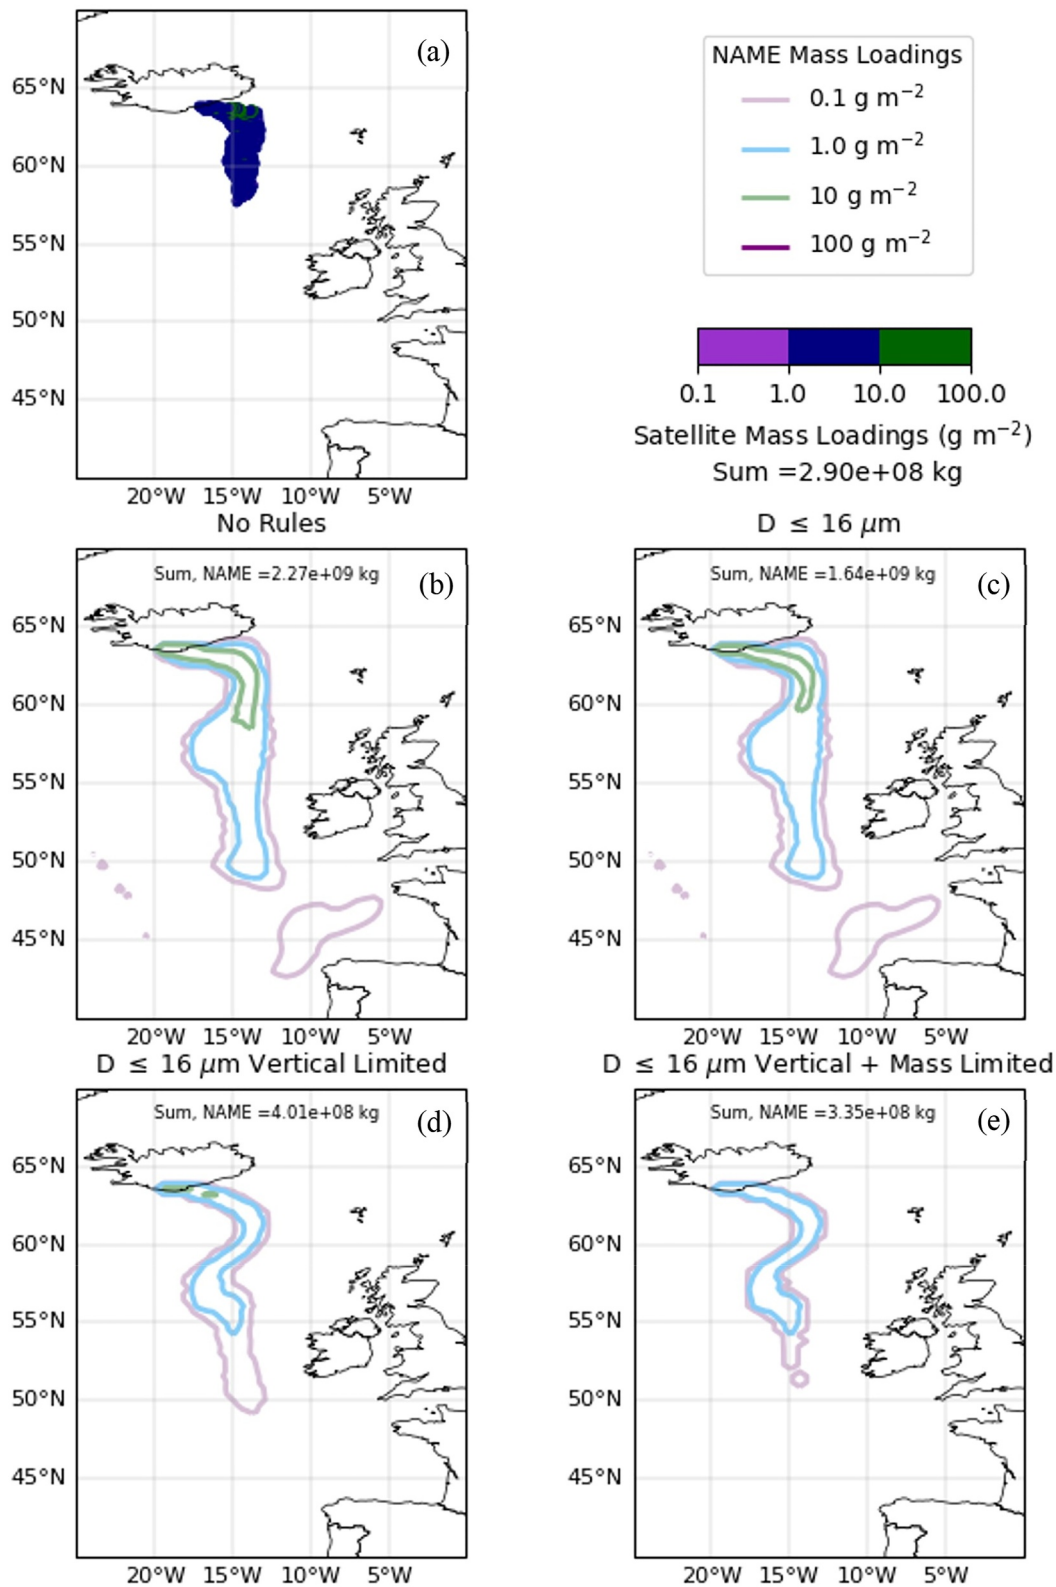 (a)
65°N
60°N
55°N
50°N
45°N
20°W 15°W 10°W 5°W
NAME Mass Loadings
0.1 g m⁻²
1.0 g m⁻²
10 g m⁻²
100 g m⁻²
0.1 1.0 10.0 100.0
Satellite Mass Loadings (g m⁻²)
Sum =2.90e+08 kg
No Rules
Sum, NAME =2.27e+09 kg (b)
65°N
60°N
55°N
50°N
45°N
20°W 15°W 10°W 5°W
D ≤ 16 μm
Sum, NAME =1.64e+09 kg (c)
65°N
60°N
55°N
50°N
45°N
20°W 15°W 10°W 5°W
D ≤ 16 μm Vertical Limited
Sum, NAME =4.01e+08 kg (d)
65°N
60°N
55°N
50°N
45°N
20°W 15°W 10°W 5°W
D ≤ 16 μm Vertical + Mass Limited
Sum, NAME =3.35e+08 kg (e)
65°N
60°N
55°N
50°N
45°N
20°W 15°W 10°W 5°W